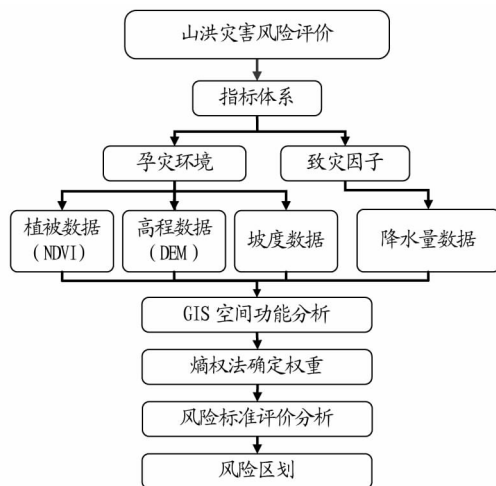 山洪灾害风险评价
指标体系
孕灾环境
致灾因子
植被数据
(NDVI)
高程数据
(DEM)
坡度数据
降水量数据
GIS 空间功能分析
熵权法确定权重
风险标准评价分析
风险区划